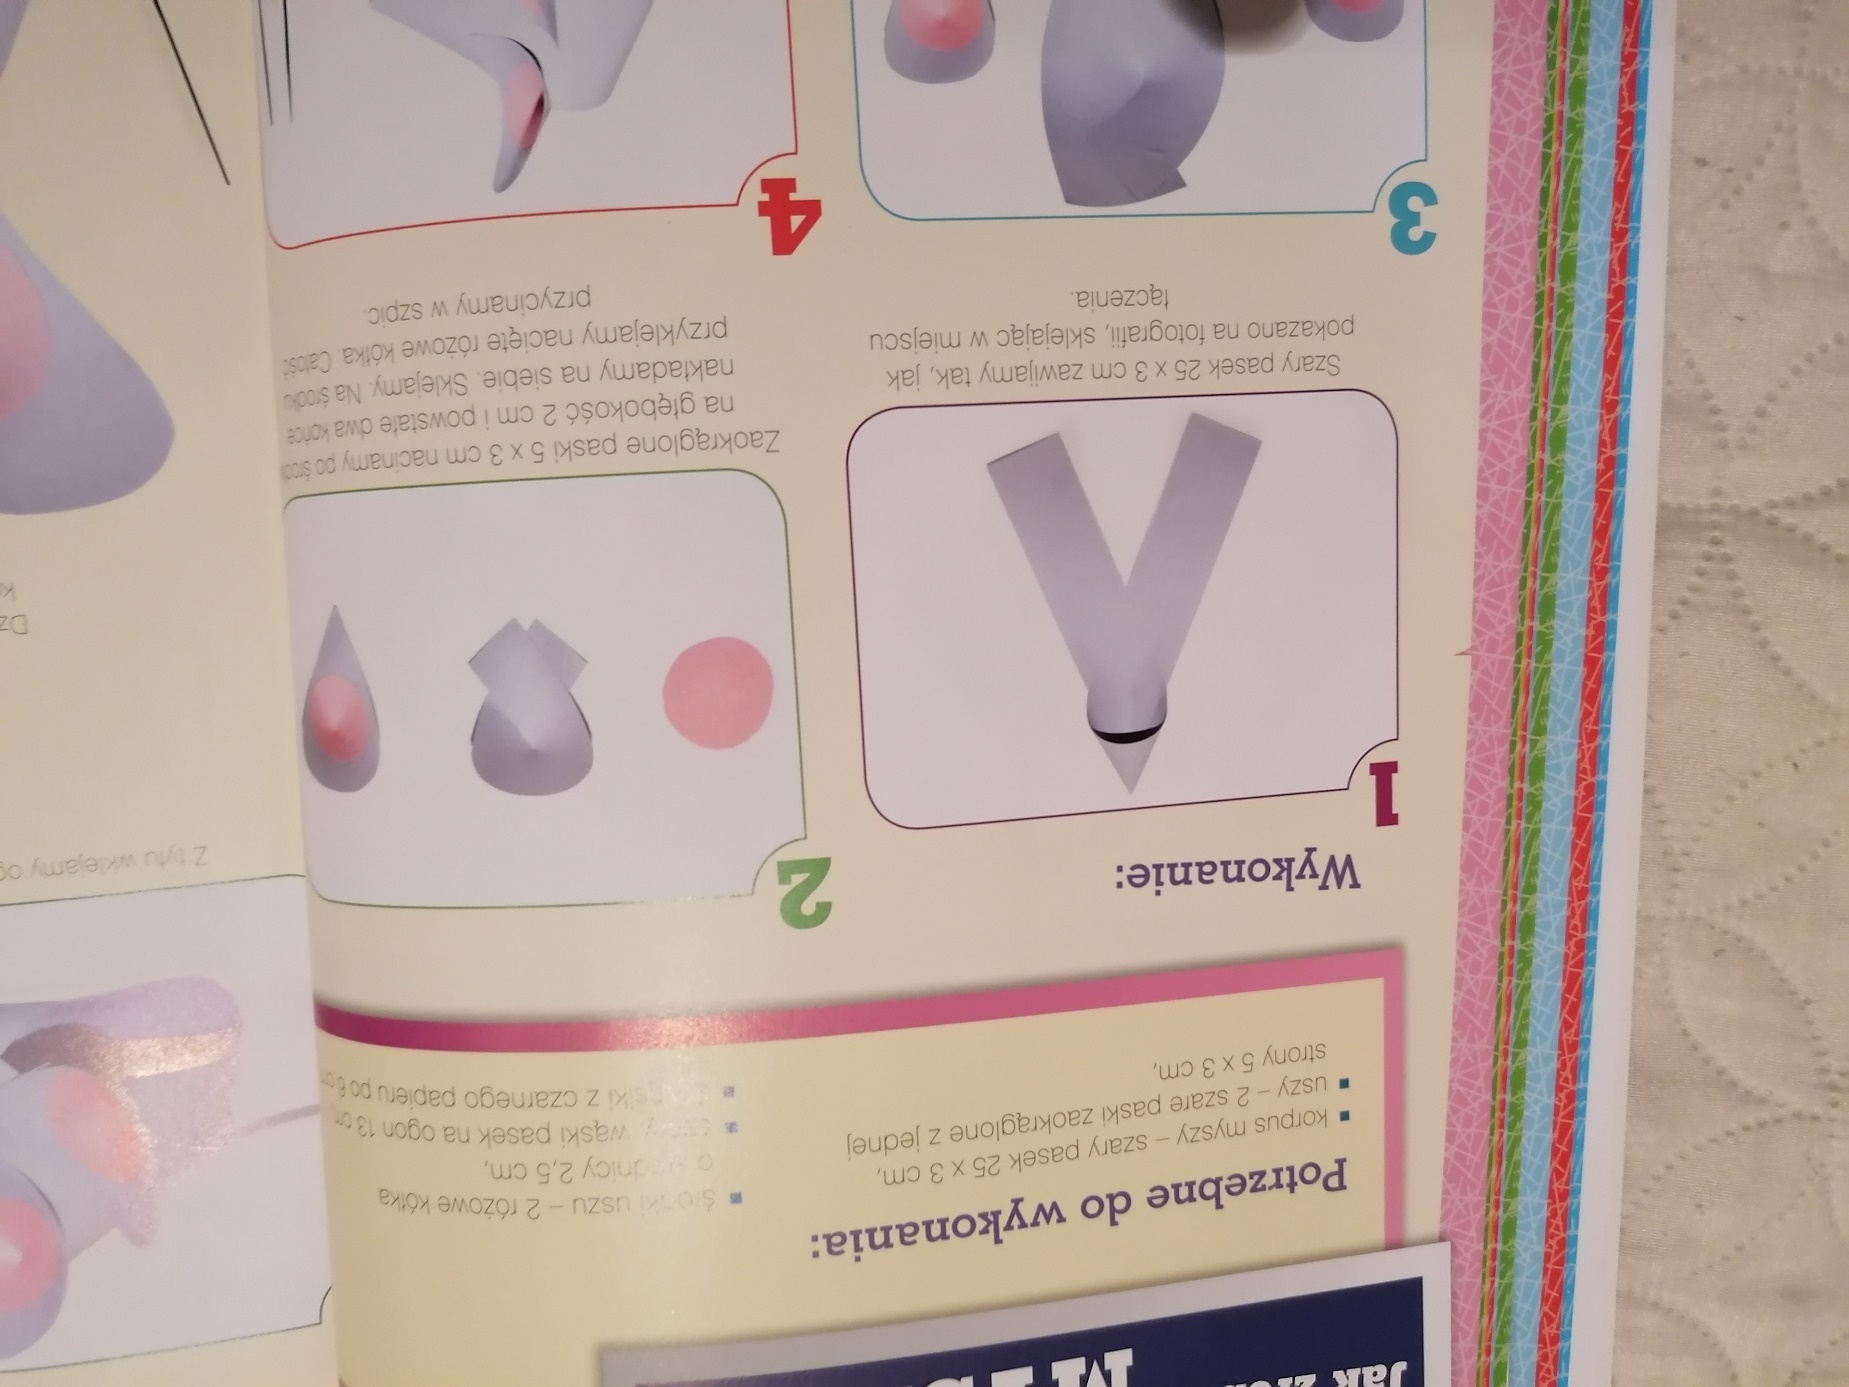 Jak
Potrzebne do wykonania:
korpus myszy – szary pasek 25 x 3 cm,
uszy – 2 szare paski zaokrąglone z jednej
strony 5 x 3 cm,
środki uszu – 2 różowe kółka
o średnicy 2,5 cm,
szary, wąski pasek na ogon 13 cm
paski z czarnego papieru po 6 cm
Wykonanie:
1
Szary pasek 25 x 3 cm zawijamy tak, jak
pokazano na fotografii, sklejając w miejscu
łączenia.
2
Zaokrąglone paski 5 x 3 cm nacinamy po
na głębokość 2 cm i powstałe dwa końce
nakładamy na siebie. Sklejamy. Na środku
przyklejamy nacięte różowe kółka. Całość
przycinamy w szpic.
3
4
Z tyłu wklejamy